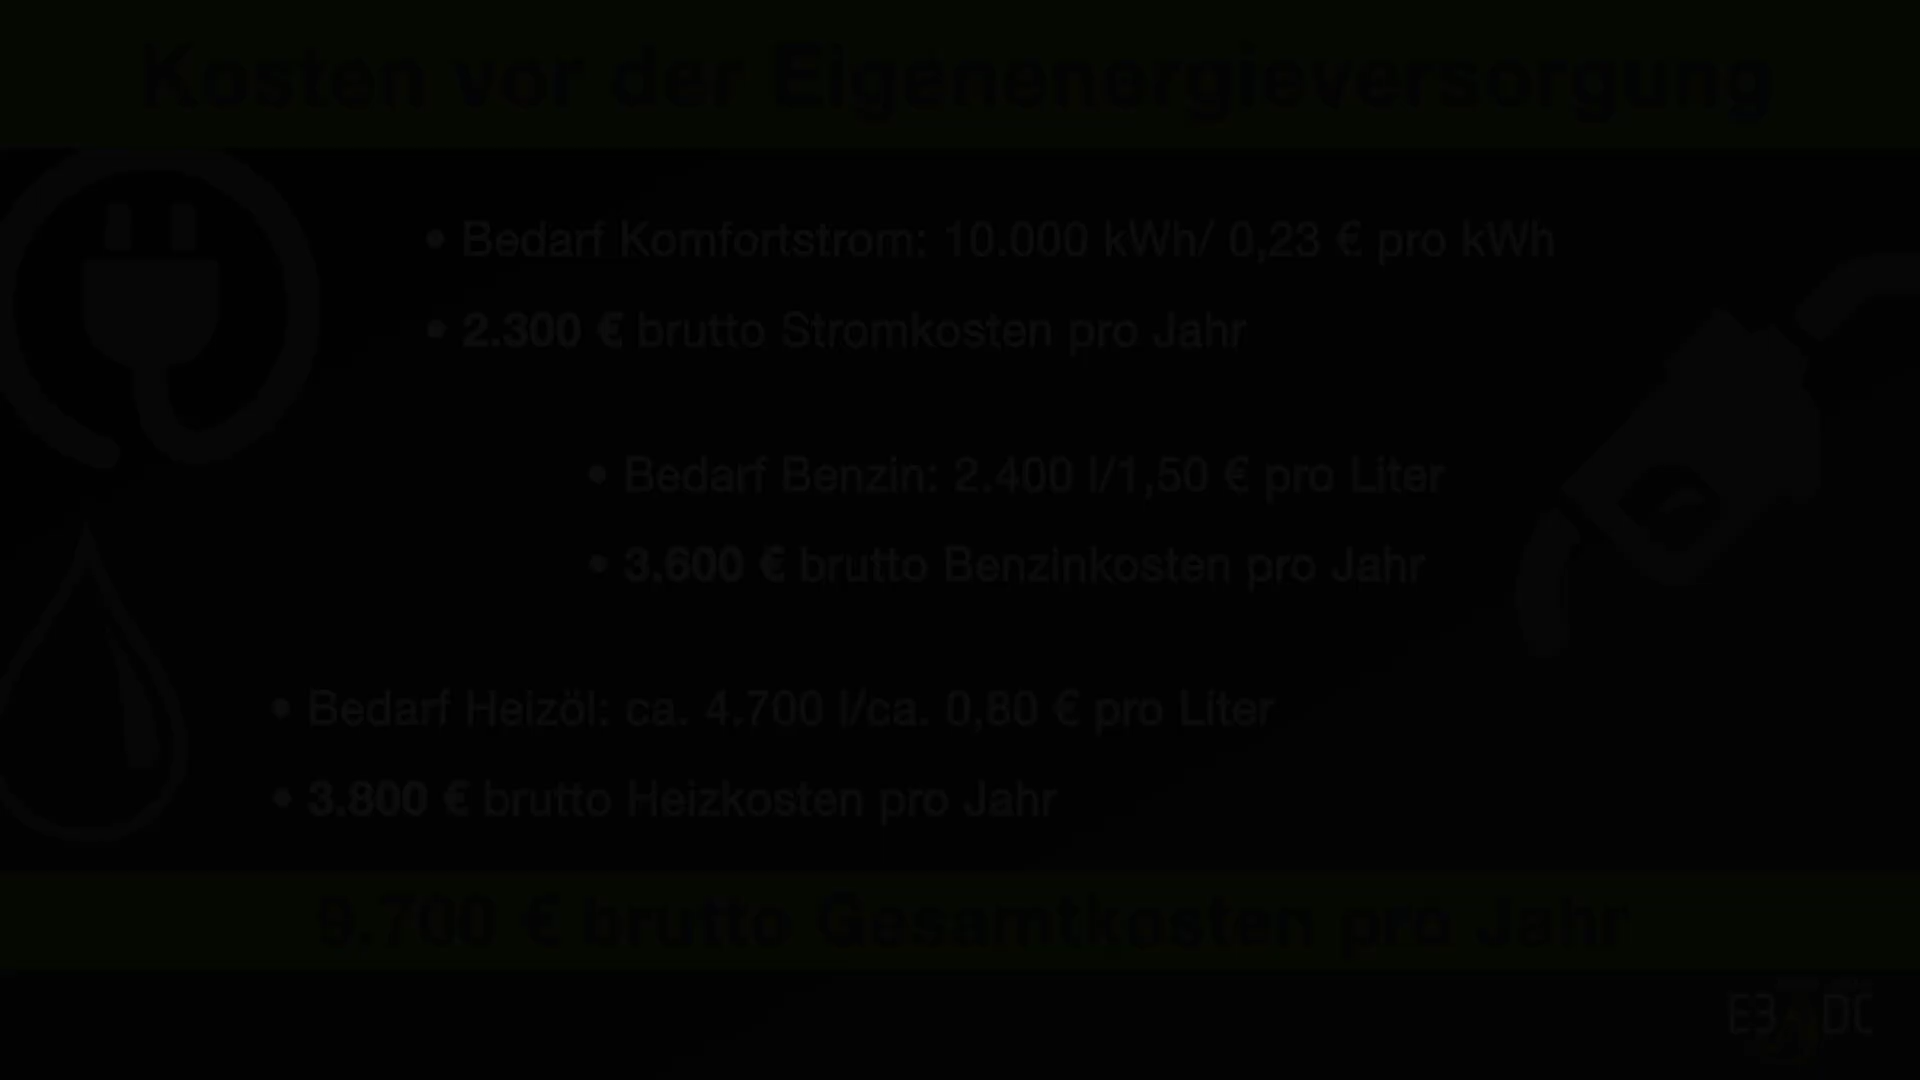 Kosten vor der Eigenenergieversorgung
• Bedarf Komfortstrom: 10.000 kWh/ 0,23 € pro kWh
• 2.300 € brutto Stromkosten pro Jahr
• Bedarf Benzin: 2.400 l/1,50 € pro Liter
• 3.600 € brutto Benzinkosten pro Jahr
• Bedarf Heizöl: ca. 4.700 l/ca. 0,80 € pro Liter
• 3.800 € brutto Heizkosten pro Jahr
9.700 € brutto Gesamtkosten pro Jahr
E3 DC